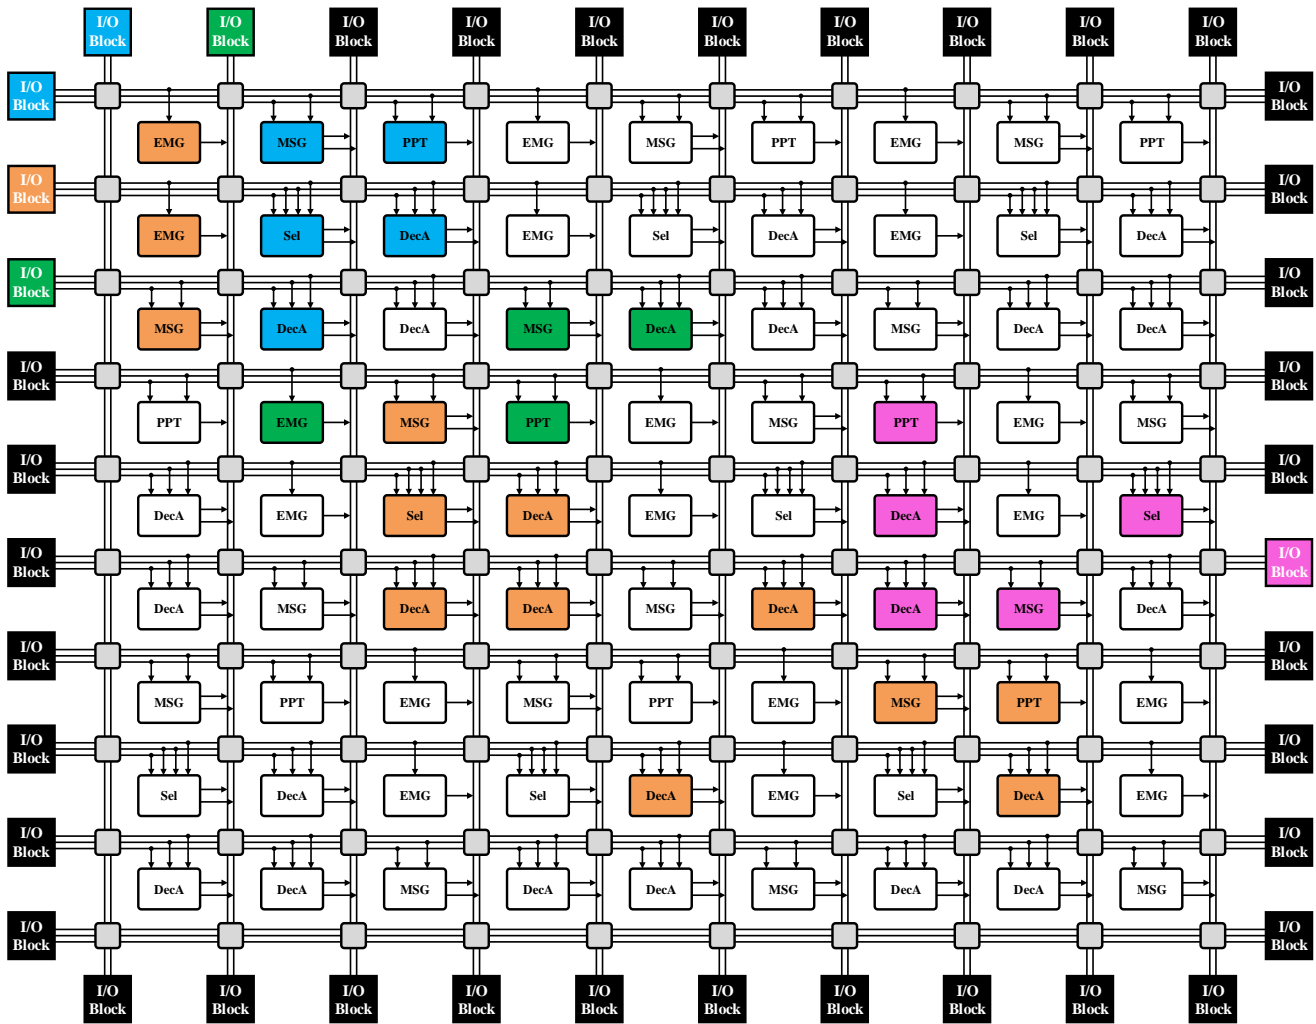 I/O I/O I/O I/O I/O I/O I/O I/O I/O I/O
Block Block Block Block Block Block Block Block Block Block
I/O I/O
Block Block
EMG MSG PPT EMG MSG PPT EMG MSG PPT
I/O I/O
Block Block
EMG Sel DecA EMG Sel DecA EMG Sel DecA
I/O I/O
Block Block
MSG DecA DecA MSG DecA DecA MSG DecA DecA
I/O I/O
Block Block
PPT EMG MSG PPT EMG MSG PPT EMG MSG
I/O I/O
Block Block
DecA EMG Sel DecA EMG Sel DecA EMG Sel
I/O I/O
Block Block
DecA MSG DecA DecA MSG DecA DecA MSG DecA
I/O I/O
Block Block
MSG PPT EMG MSG PPT EMG MSG PPT EMG
I/O I/O
Block Block
Sel DecA EMG Sel DecA EMG Sel DecA EMG
I/O I/O
Block Block
DecA DecA MSG DecA DecA MSG DecA DecA MSG
I/O I/O
Block Block
I/O I/O I/O I/O I/O I/O I/O I/O I/O I/O
Block Block Block Block Block Block Block Block Block Block